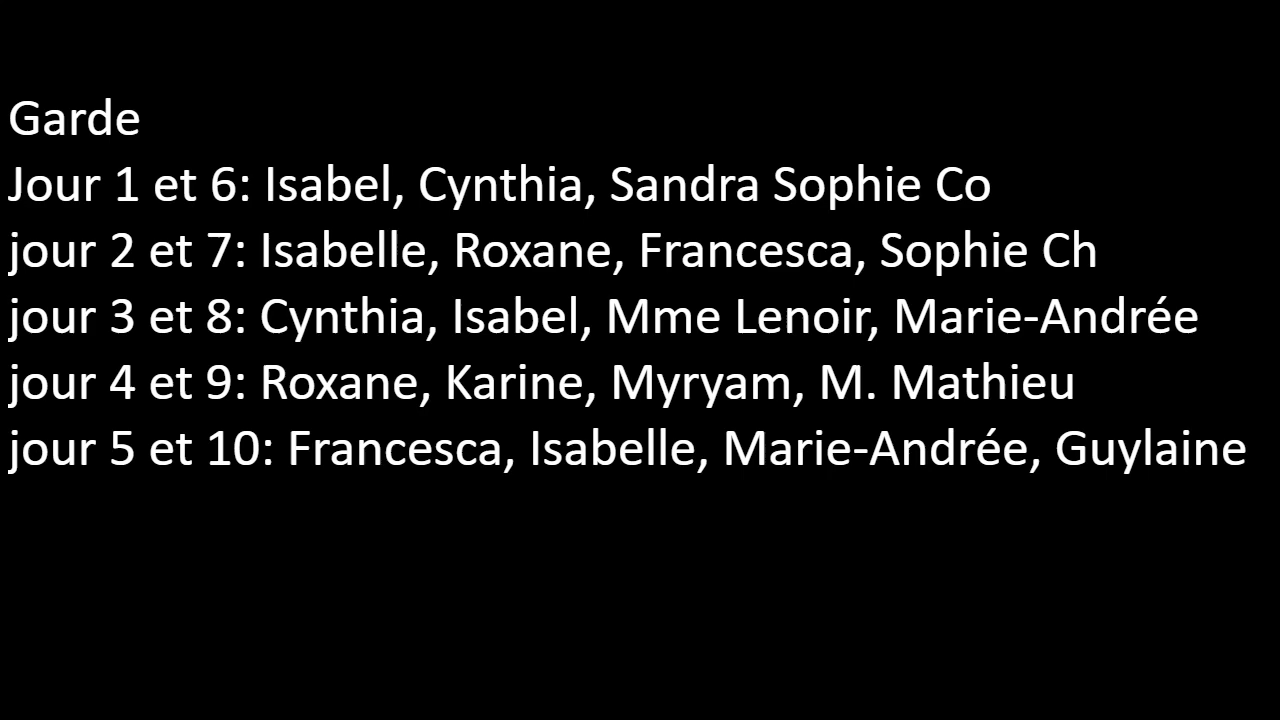 Garde
Jour 1 et 6: Isabel, Cynthia, Sandra Sophie Co
jour 2 et 7: Isabelle, Roxane, Francesca, Sophie Ch
jour 3 et 8: Cynthia, Isabel, Mme Lenoir, Marie-Andrée
jour 4 et 9: Roxane, Karine, Myryam, M. Mathieu
jour 5 et 10: Francesca, Isabelle, Marie-Andrée, Guylaine